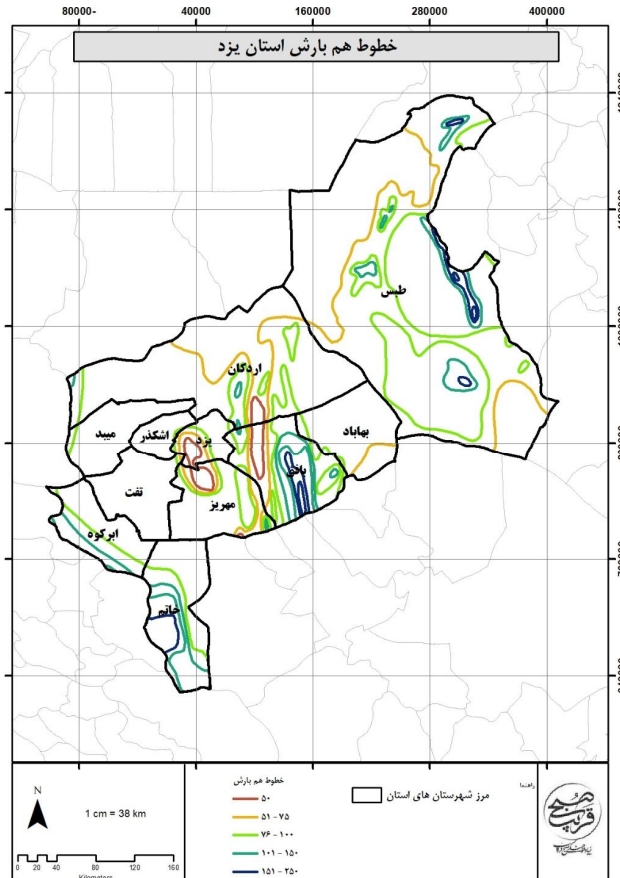 80000-
40000
160000
280000
400000
خطوط هم بارش استان یزد
طبس
اردکان
بهاباد
میبد
اشکذر
یزد
بافق
تفت
مهریز
ابرکوه
خاتم
N
1 cm = 38 km
0 20 40 80 120 160
Kilometers
خطوط هم بارش
۵۰
۵۱ - ۷۵
۷۶ - ۱۰۰
۱۰۱ - ۱۵۰
۱۵۱ - ۲۵۰
مرز شهرستان های استان
راهنما
صبح
قریب